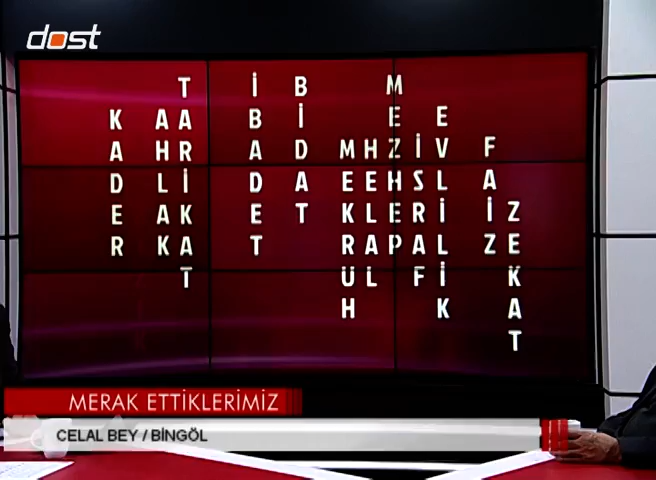 dost
KADER
AHLAK
TARİKAT
İBADET
BİDAT
MEKRUH
HELAL
MEZHEP
İSRAF
EVLİLİK
FAİZ
ZEKAT
MERAK ETTİKLERİMİZ
CELAL BEY / BİNGÖL